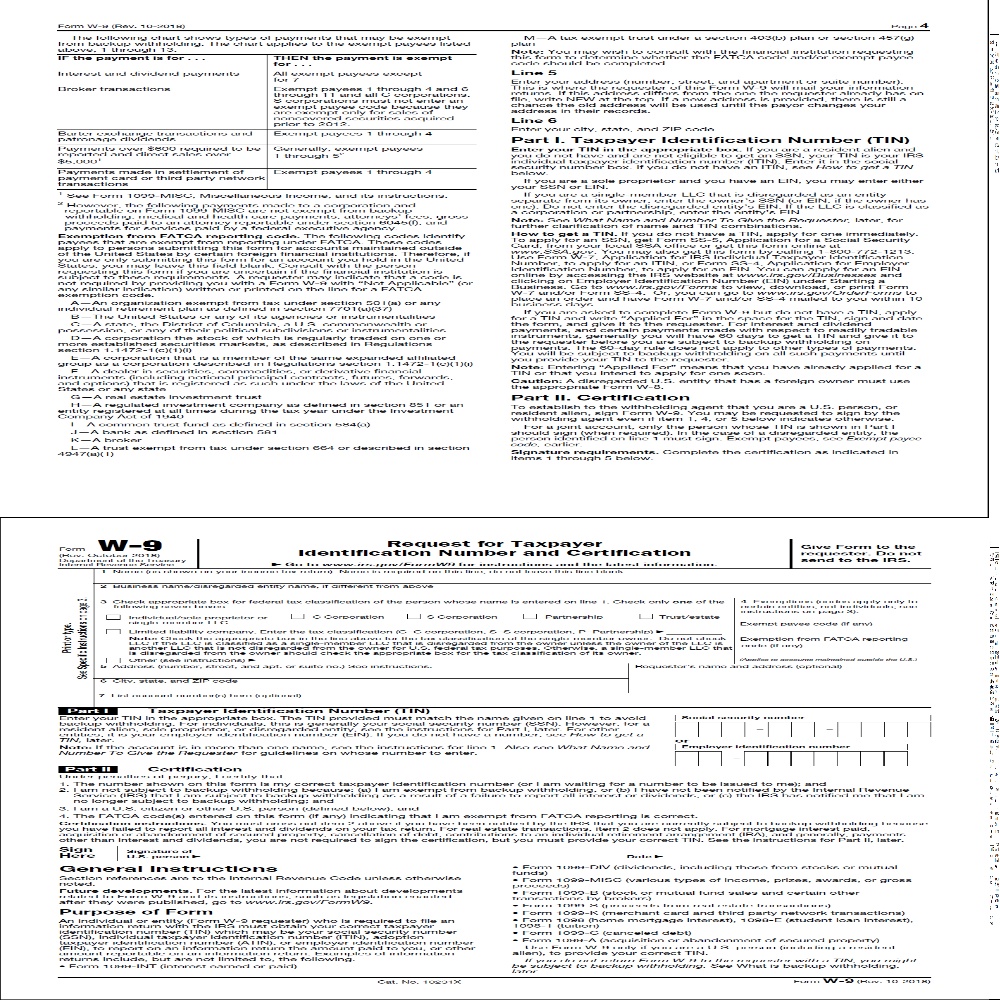 Form W-9 (Rev. 10-2018)
Page 4
The following chart shows types of payments that may be exempt
from backup withholding. The chart applies to the exempt payees listed
above, 1 through 13.
IF the payment is for . . .
THEN the payment is exempt
for . . .
Interest and dividend payments
All exempt payees except
for 7
Broker transactions
Exempt payees 1 through 4 and 6
through 11 and all C corporations.
S corporations must not enter an
exempt payee code because they
are exempt only for sales of
noncovered securities acquired
prior to 2012.
Barter exchange transactions and
patronage dividends
Exempt payees 1 through 4
Payments over $600 required to be
reported and direct sales over
$5,000¹
Generally, exempt payees
1 through 5²
Payments made in settlement of
payment card or third party network
transactions
Exempt payees 1 through 4
¹ See Form 1099-MISC, Miscellaneous Income, and its instructions.
² However, the following payments made to a corporation and
reportable on Form 1099-MISC are not exempt from backup
withholding: medical and health care payments, attorneys' fees, gross
proceeds paid to an attorney reportable under section 6045(f), and
payments for services paid by a federal executive agency.
Exemption from FATCA reporting code. The following codes identify
payees that are exempt from reporting under FATCA. These codes
apply to persons submitting this form for accounts maintained outside
of the United States by certain foreign financial institutions. Therefore, if
you are only submitting this form for an account you hold in the United
States, you may leave this field blank. Consult with the person
requesting this form if you are uncertain if the financial institution is
subject to these requirements. A requester may indicate that a code is
not required by providing you with a Form W-9 with "Not Applicable" (or
any similar indication) written or printed on the line for a FATCA
exemption code.
A—An organization exempt from tax under section 501(a) or any
individual retirement plan as defined in section 7701(a)(37)
B—The United States or any of its agencies or instrumentalities
C—A state, the District of Columbia, a U.S. commonwealth or
possession, or any of their political subdivisions or instrumentalities
D—A corporation the stock of which is regularly traded on one or
more established securities markets, as described in Regulations
section 1.1472-1(c)(1)(i)
E—A corporation that is a member of the same expanded affiliated
group as a corporation described in Regulations section 1.1472-1(c)(1)(i)
F—A dealer in securities, commodities, or derivative financial
instruments (including notional principal contracts, futures, forwards,
and options) that is registered as such under the laws of the United
States or any state
G—A real estate investment trust
H—A regulated investment company as defined in section 851 or an
entity registered at all times during the tax year under the Investment
Company Act of 1940
I—A common trust fund as defined in section 584(a)
J—A bank as defined in section 581
K—A broker
L—A trust exempt from tax under section 664 or described in section
4947(a)(1)
M—A tax exempt trust under a section 403(b) plan or section 457(g)
plan
Note: You may wish to consult with the financial institution requesting
this form to determine whether the FATCA code and/or exempt payee
code should be completed.
Line 5
Enter your address (number, street, and apartment or suite number).
This is where the requester of this Form W-9 will mail your information
returns. If this address differs from the one the requester already has on
file, write NEW at the top. If a new address is provided, there is still a
chance the old address will be used until the payor changes your
address in their records.
Line 6
Enter your city, state, and ZIP code.
Part I. Taxpayer Identification Number (TIN)
Enter your TIN in the appropriate box. If you are a resident alien and
you do not have and are not eligible to get an SSN, your TIN is your IRS
individual taxpayer identification number (ITIN). Enter it in the social
security number box. If you do not have an ITIN, see How to get a TIN
below.
If you are a sole proprietor and you have an EIN, you may enter either
your SSN or EIN.
If you are a single-member LLC that is disregarded as an entity
separate from its owner, enter the owner's SSN (or EIN, if the owner has
one). Do not enter the disregarded entity's EIN. If the LLC is classified as
a corporation or partnership, enter the entity's EIN.
Note: See What Name and Number To Give the Requester, later, for
further clarification of name and TIN combinations.
How to get a TIN. If you do not have a TIN, apply for one immediately.
To apply for an SSN, get Form SS-5, Application for a Social Security
Card, from your local SSA office or get this form online at
www.SSA.gov. You may also get this form by calling 1-800-772-1213.
Use Form W-7, Application for IRS Individual Taxpayer Identification
Number, to apply for an ITIN, or Form SS-4, Application for Employer
Identification Number, to apply for an EIN. You can apply for an EIN
online by accessing the IRS website at www.irs.gov/Businesses and
clicking on Employer Identification Number (EIN) under Starting a
Business. Go to www.irs.gov/Forms to view, download, or print Form
W-7 and/or Form SS-4. Or, you can go to www.irs.gov/OrderForms to
place an order and have Form W-7 and/or SS-4 mailed to you within 10
business days.
If you are asked to complete Form W-9 but do not have a TIN, apply
for a TIN and write "Applied For" in the space for the TIN, sign and date
the form, and give it to the requester. For interest and dividend
payments, and certain payments made with respect to readily tradable
instruments, generally you will have 60 days to get a TIN and give it to
the requester before you are subject to backup withholding on
payments. The 60-day rule does not apply to other types of payments.
You will be subject to backup withholding on all such payments until
you provide your TIN to the requester.
Note: Entering "Applied For" means that you have already applied for a
TIN or that you intend to apply for one soon.
Caution: A disregarded U.S. entity that has a foreign owner must use
the appropriate Form W-8.
Part II. Certification
To establish to the withholding agent that you are a U.S. person, or
resident alien, sign Form W-9. You may be requested to sign by the
withholding agent even if item 1, 4, or 5 below indicates otherwise.
For a joint account, only the person whose TIN is shown in Part I
should sign (when required). In the case of a disregarded entity, the
person identified on line 1 must sign. Exempt payees, see Exempt payee
code, earlier.
Signature requirements. Complete the certification as indicated in
items 1 through 5 below.
Form W-9
(Rev. October 2018)
Department of the Treasury
Internal Revenue Service
Request for Taxpayer
Identification Number and Certification
► Go to www.irs.gov/FormW9 for instructions and the latest information.
Give Form to the
requester. Do not
send to the IRS.
Print or type.
See Specific Instructions on page 3.
1 Name (as shown on your income tax return). Name is required on this line; do not leave this line blank.
2 Business name/disregarded entity name, if different from above
3 Check appropriate box for federal tax classification of the person whose name is entered on line 1. Check only one of the
following seven boxes.
Individual/sole proprietor or
single-member LLC
C Corporation
S Corporation
Partnership
Trust/estate
Limited liability company. Enter the tax classification (C=C corporation, S=S corporation, P=Partnership) ►
Note: Check the appropriate box in the line above for the tax classification of the single-member owner. Do not check
LLC if the LLC is classified as a single-member LLC that is disregarded from the owner unless the owner of the LLC is
another LLC that is not disregarded from the owner for U.S. federal tax purposes. Otherwise, a single-member LLC that
is disregarded from the owner should check the appropriate box for the tax classification of its owner.
Other (see instructions) ►
4 Exemptions (codes apply only to
certain entities, not individuals; see
instructions on page 3):
Exempt payee code (if any)
Exemption from FATCA reporting
code (if any)
(Applies to accounts maintained outside the U.S.)
5 Address (number, street, and apt. or suite no.) See instructions.
Requester's name and address (optional)
6 City, state, and ZIP code
7 List account number(s) here (optional)
Part I Taxpayer Identification Number (TIN)
Enter your TIN in the appropriate box. The TIN provided must match the name given on line 1 to avoid
backup withholding. For individuals, this is generally your social security number (SSN). However, for a
resident alien, sole proprietor, or disregarded entity, see the instructions for Part I, later. For other
entities, it is your employer identification number (EIN). If you do not have a number, see How to get a
TIN, later.
Note: If the account is in more than one name, see the instructions for line 1. Also see What Name and
Number To Give the Requester for guidelines on whose number to enter.
Social security number
or
Employer identification number
Part II Certification
Under penalties of perjury, I certify that:
1. The number shown on this form is my correct taxpayer identification number (or I am waiting for a number to be issued to me); and
2. I am not subject to backup withholding because: (a) I am exempt from backup withholding, or (b) I have not been notified by the Internal Revenue
Service (IRS) that I am subject to backup withholding as a result of a failure to report all interest or dividends, or (c) the IRS has notified me that I am
no longer subject to backup withholding; and
3. I am a U.S. citizen or other U.S. person (defined below); and
4. The FATCA code(s) entered on this form (if any) indicating that I am exempt from FATCA reporting is correct.
Certification instructions. You must cross out item 2 above if you have been notified by the IRS that you are currently subject to backup withholding because
you have failed to report all interest and dividends on your tax return. For real estate transactions, item 2 does not apply. For mortgage interest paid,
acquisition or abandonment of secured property, cancellation of debt, contributions to an individual retirement arrangement (IRA), and generally, payments
other than interest and dividends, you are not required to sign the certification, but you must provide your correct TIN. See the instructions for Part II, later.
Sign
Here
Signature of
U.S. person ►
Date ►
General Instructions
Section references are to the Internal Revenue Code unless otherwise
noted.
Future developments. For the latest information about developments
related to Form W-9 and its instructions, such as legislation enacted
after they were published, go to www.irs.gov/FormW9.
Purpose of Form
An individual or entity (Form W-9 requester) who is required to file an
information return with the IRS must obtain your correct taxpayer
identification number (TIN) which may be your social security number
(SSN), individual taxpayer identification number (ITIN), adoption
taxpayer identification number (ATIN), or employer identification number
(EIN), to report on an information return the amount paid to you, or other
amount reportable on an information return. Examples of information
returns include, but are not limited to, the following.
• Form 1099-INT (interest earned or paid)
• Form 1099-DIV (dividends, including those from stocks or mutual
funds)
• Form 1099-MISC (various types of income, prizes, awards, or gross
proceeds)
• Form 1099-B (stock or mutual fund sales and certain other
transactions by brokers)
• Form 1099-S (proceeds from real estate transactions)
• Form 1099-K (merchant card and third party network transactions)
• Form 1098 (home mortgage interest), 1098-E (student loan interest),
1098-T (tuition)
• Form 1099-C (canceled debt)
• Form 1099-A (acquisition or abandonment of secured property)
Use Form W-9 only if you are a U.S. person (including a resident
alien), to provide your correct TIN.
If you do not return Form W-9 to the requester with a TIN, you might
be subject to backup withholding. See What is backup withholding,
later.
Cat. No. 10231X
Form W-9 (Rev. 10-2018)